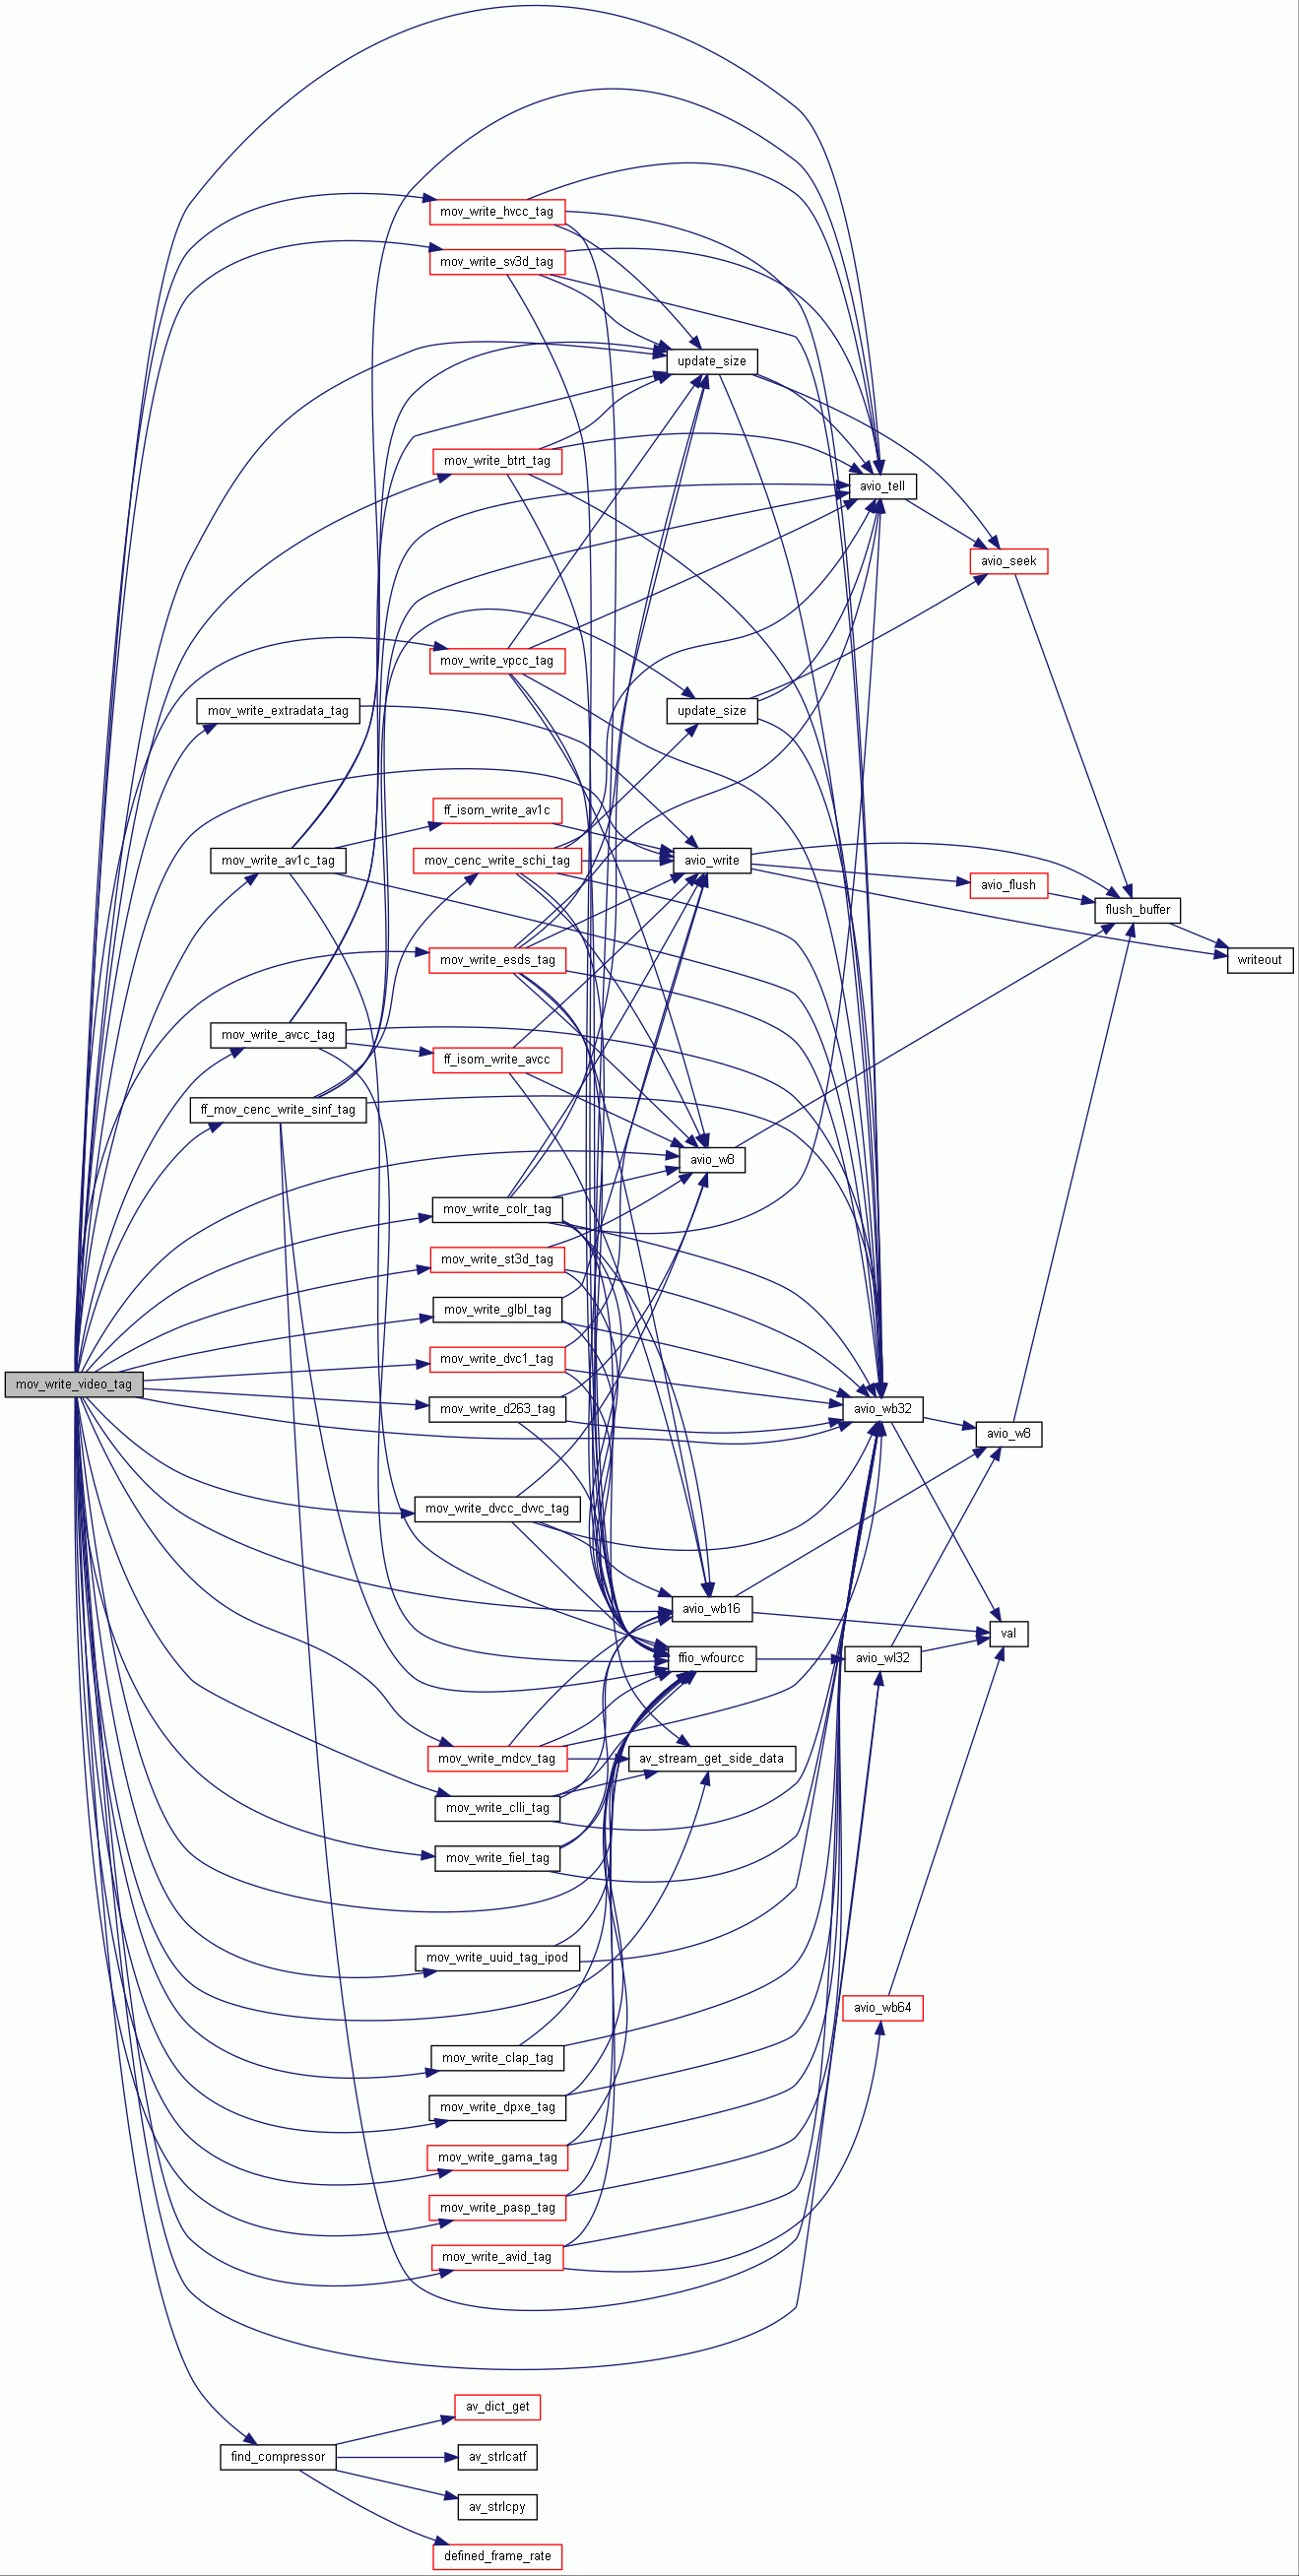 mov_write_hvcc_tag
mov_write_sv3d_tag
update_size
mov_write_btrt_tag
avio_tell
avio_seek
mov_write_vpcc_tag
mov_write_extradata_tag
update_size
ff_isom_write_av1c
mov_write_av1c_tag
mov_cenc_write_schi_tag
avio_write
avio_flush
flush_buffer
mov_write_esds_tag
writeout
mov_write_avcc_tag
ff_isom_write_avcc
ff_mov_cenc_write_sinf_tag
avio_w8
mov_write_colr_tag
mov_write_st3d_tag
mov_write_glbl_tag
mov_write_dvc1_tag
mov_write_video_tag
mov_write_d263_tag
avio_wb32
avio_w8
mov_write_dvcc_dvvc_tag
avio_wb16
val
ffio_wfourcc
avio_wl32
mov_write_mdcv_tag
av_stream_get_side_data
mov_write_clli_tag
mov_write_fiel_tag
mov_write_uuid_tag_ipod
avio_wb64
mov_write_clap_tag
mov_write_dpxe_tag
mov_write_gama_tag
mov_write_pasp_tag
mov_write_avid_tag
av_dict_get
find_compressor
av_strlcatf
av_strlcpy
defined_frame_rate